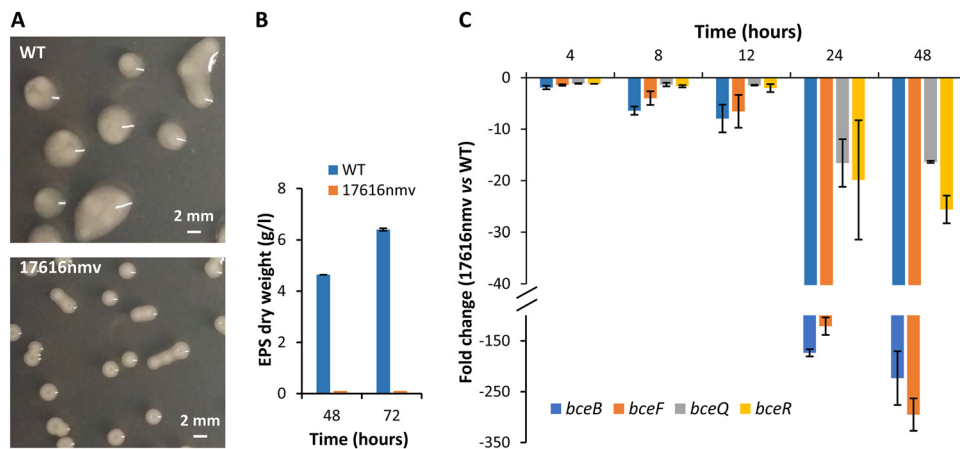 A
WT
2 mm
17616nmv
2 mm
B
WT
17616nmv
EPS dry weight (g/l)
8
6
4
2
0
48 72
Time (hours)
C
Time (hours)
4 8 12 24 48
Fold change (17616nmv vs WT)
0
-10
-20
-30
-40
-150
-250
-350
bceB bceF bceQ bceR